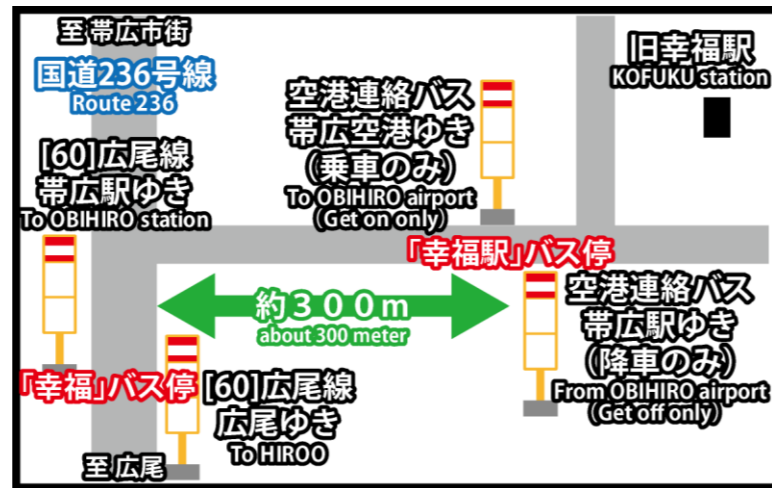 至 帯広市街
国道236号線
Route 236
[60]広尾線
帯広駅ゆき
To OBIHIRO station
空港連絡バス
帯広空港ゆき
（乗車のみ）
To OBIHIRO airport
(Get on only)
旧幸福駅
KOFUKU station
「幸福駅」バス停
約３００ｍ
about 300 meter
空港連絡バス
帯広駅ゆき
（降車のみ）
From OBIHIRO airport
(Get off only)
「幸福」バス停
[60]広尾線
広尾ゆき
To HIROO
至 広尾